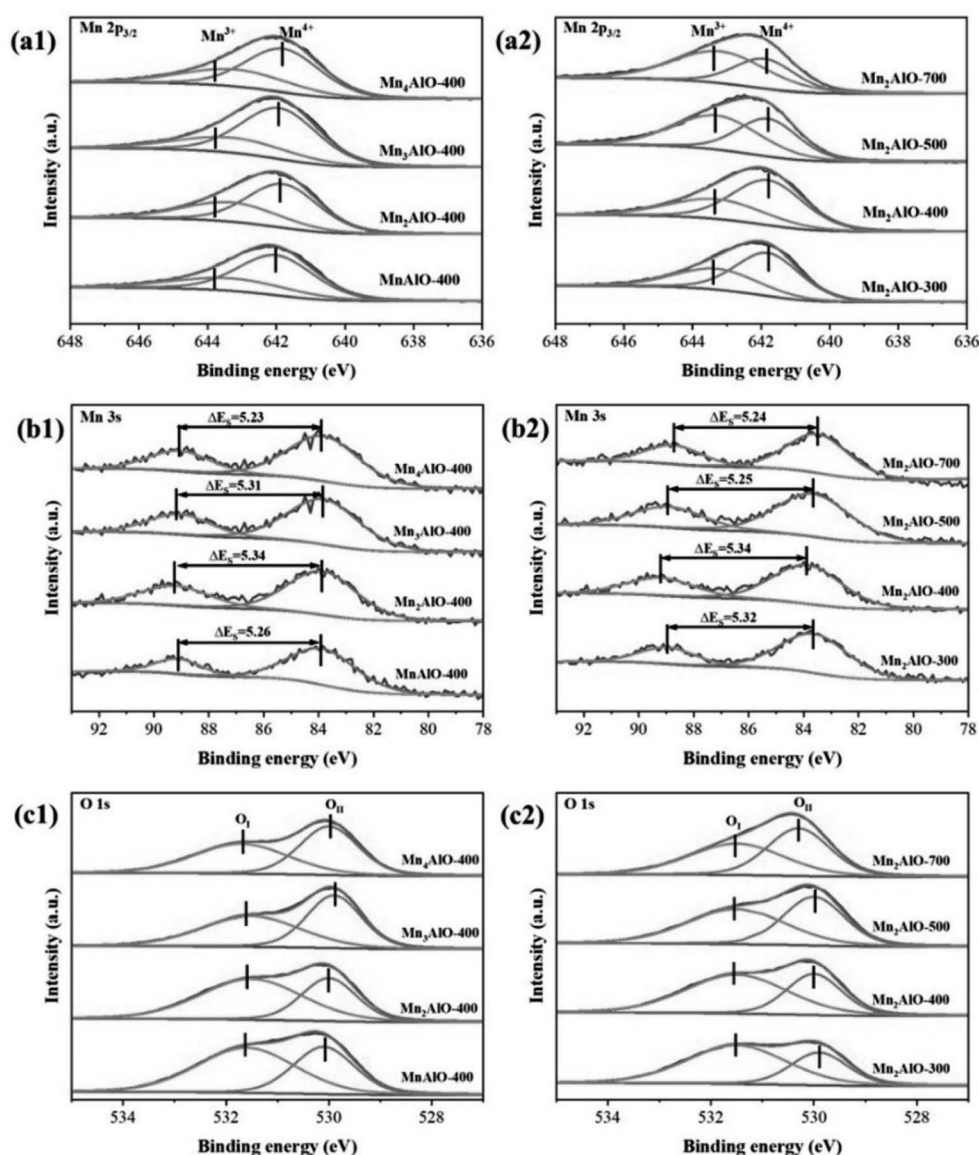 (a1)
Mn 2p₃/₂
Mn³⁺
Mn⁴⁺
Mn₄AlO-400
Mn₃AlO-400
Mn₂AlO-400
MnAlO-400
Intensity (a.u.)
648 646 644 642 640 638 636
Binding energy (eV)
(a2)
Mn 2p₃/₂
Mn³⁺
Mn⁴⁺
Mn₂AlO-700
Mn₂AlO-500
Mn₂AlO-400
Mn₂AlO-300
Intensity (a.u.)
648 646 644 642 640 638 636
Binding energy (eV)
(b1)
Mn 3s
ΔEₛ=5.23
Mn₄AlO-400
ΔEₛ=5.31
Mn₃AlO-400
ΔEₛ=5.34
Mn₂AlO-400
ΔEₛ=5.26
MnAlO-400
Intensity (a.u.)
92 90 88 86 84 82 80 78
Binding energy (eV)
(b2)
Mn 3s
ΔEₛ=5.24
Mn₂AlO-700
ΔEₛ=5.25
Mn₂AlO-500
ΔEₛ=5.34
Mn₂AlO-400
ΔEₛ=5.32
Mn₂AlO-300
Intensity (a.u.)
92 90 88 86 84 82 80 78
Binding energy (eV)
(c1)
O 1s
O_I
O_II
Mn₄AlO-400
Mn₃AlO-400
Mn₂AlO-400
MnAlO-400
Intensity (a.u.)
534 532 530 528
Binding energy (eV)
(c2)
O 1s
O_I
O_II
Mn₂AlO-700
Mn₂AlO-500
Mn₂AlO-400
Mn₂AlO-300
Intensity (a.u.)
534 532 530 528
Binding energy (eV)